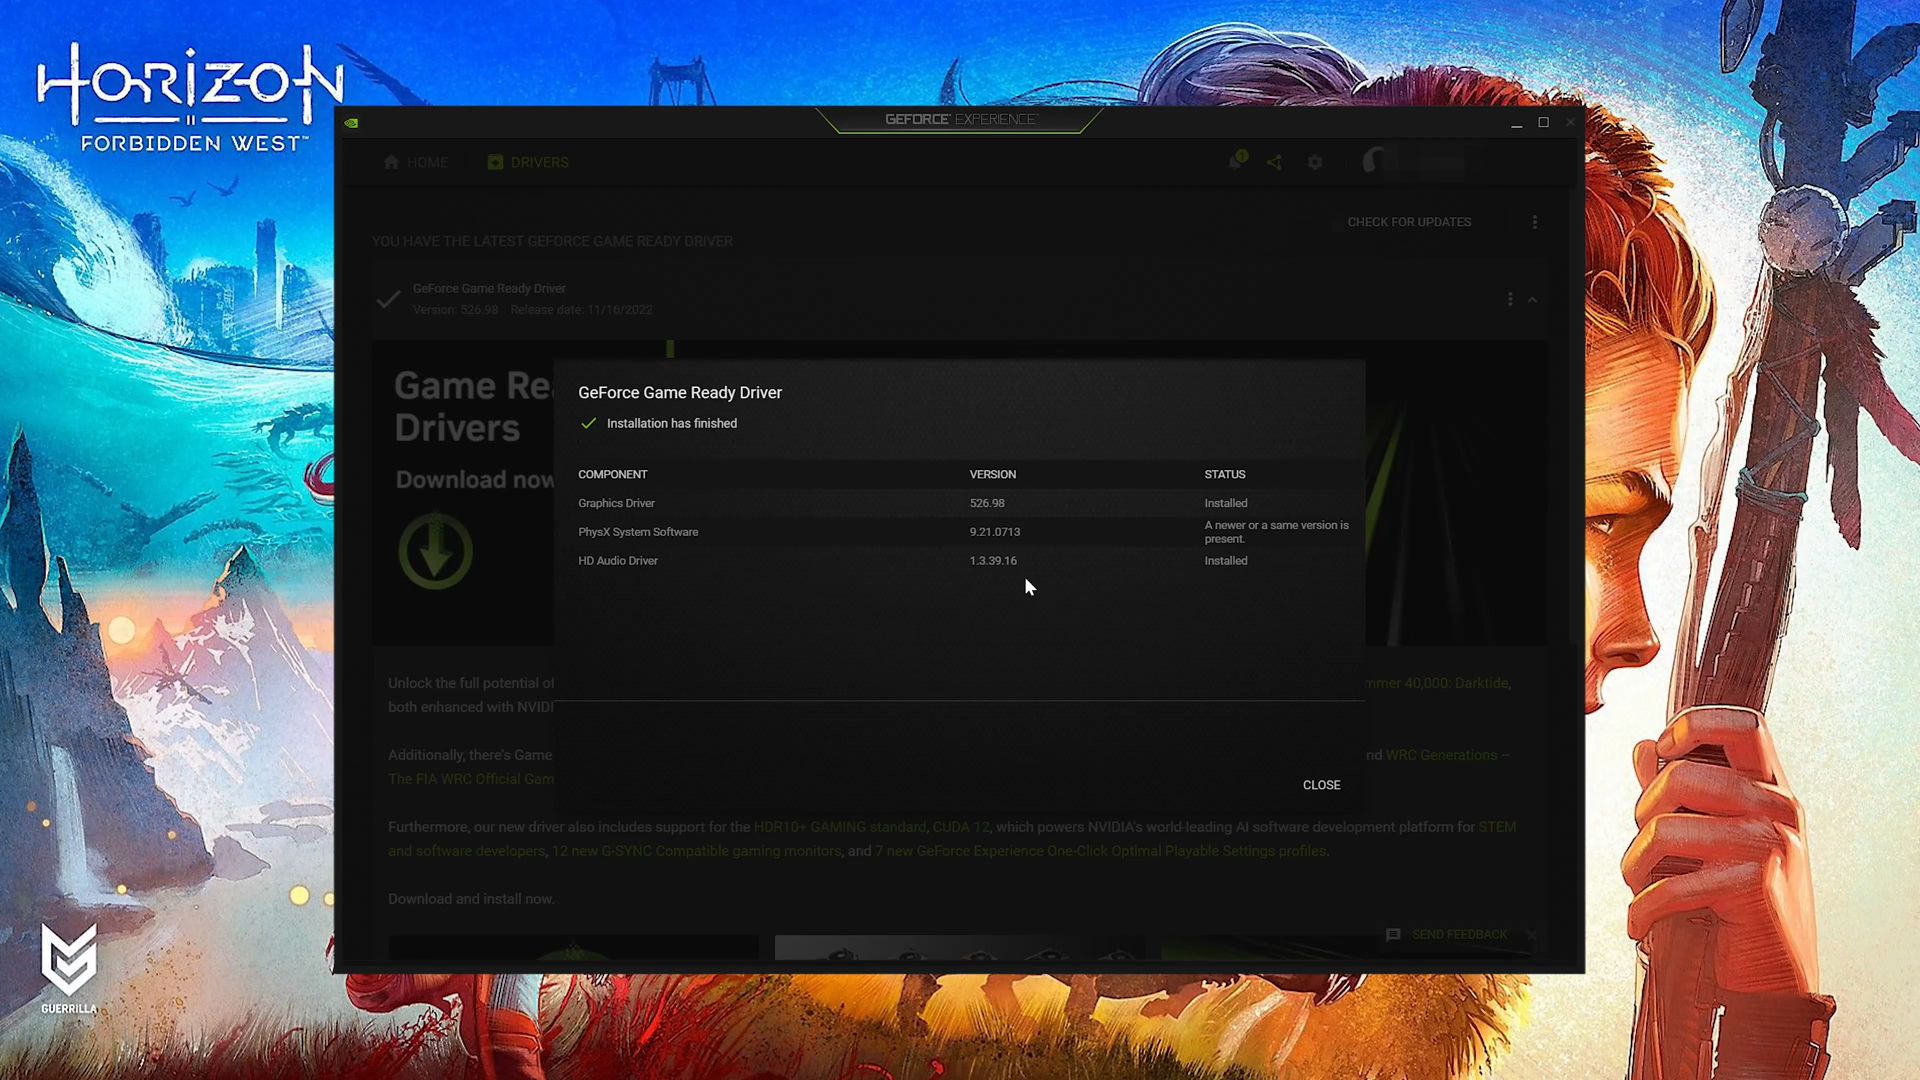 HORIZON
FORBIDDEN WEST™
GEFORCE® EXPERIENCE™
HOME
DRIVERS
1
CHECK FOR UPDATES
YOU HAVE THE LATEST GEFORCE GAME READY DRIVER
GeForce Game Ready Driver
Version: 526.98 Release date: 11/16/2022
Game Rea
Drivers
Download now
GeForce Game Ready Driver
Installation has finished
COMPONENT VERSION STATUS
Graphics Driver 526.98 Installed
PhysX System Software 9.21.0713 A newer or a same version is
present.
HD Audio Driver 1.3.39.16 Installed
CLOSE
Unlock the full potential of mmer 40,000: Darktide,
both enhanced with NVIDI
Additionally, there's Game nd WRC Generations –
The FIA WRC Official Gam
Furthermore, our new driver also includes support for the HDR10+ GAMING standard, CUDA 12, which powers NVIDIA's world-leading AI software development platform for STEM
and software developers, 12 new G-SYNC Compatible gaming monitors, and 7 new GeForce Experience One-Click Optimal Playable Settings profiles.
Download and install now.
SEND FEEDBACK
GUERRILLA